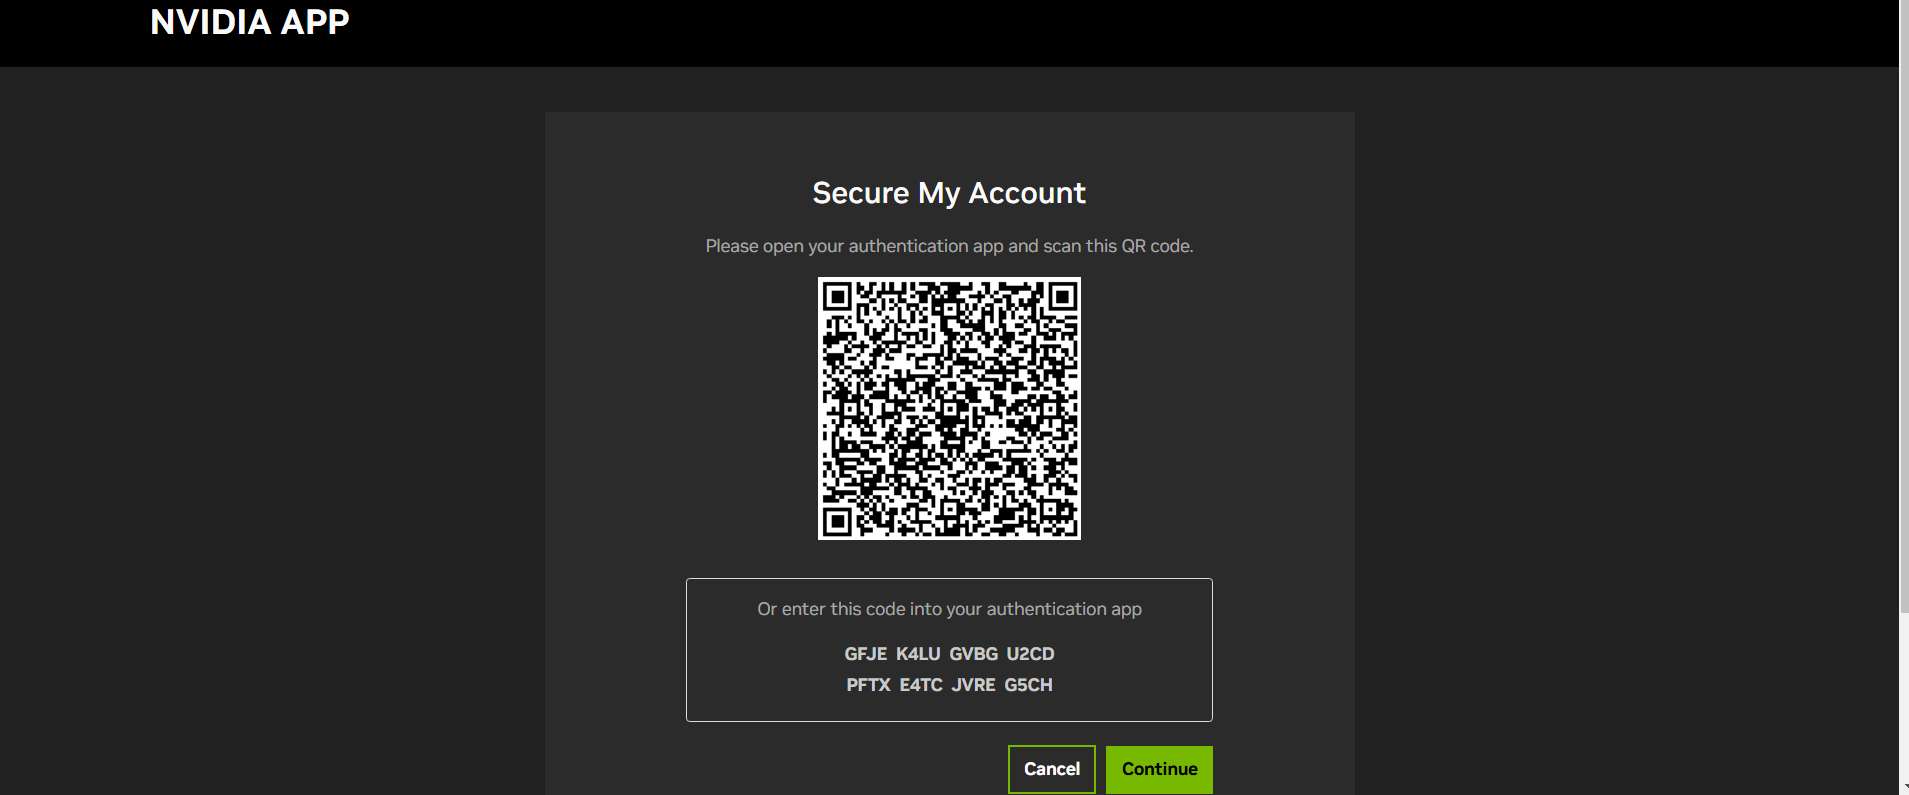 NVIDIA APP
Secure My Account
Please open your authentication app and scan this QR code.
Or enter this code into your authentication app
GFJE K4LU GVBG U2CD
PFTX E4TC JVRE G5CH
Cancel
Continue